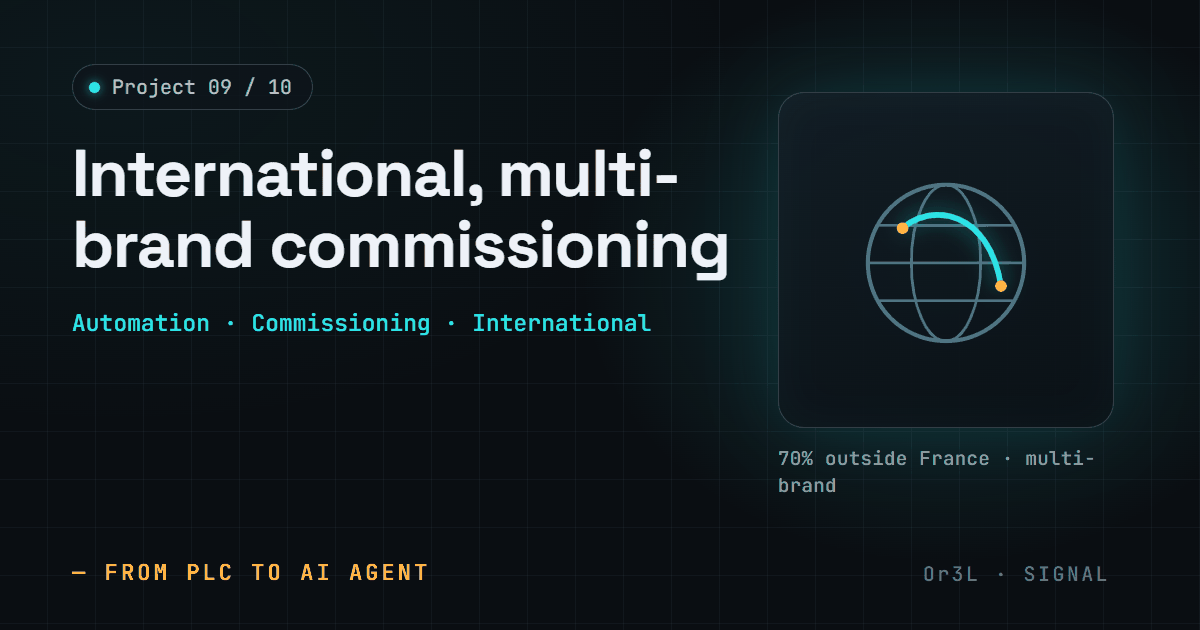 Project 09 / 10
International, multi-
brand commissioning
Automation · Commissioning · International
70% outside France · multi-
brand
— FROM PLC TO AI AGENT
Or3L · SIGNAL